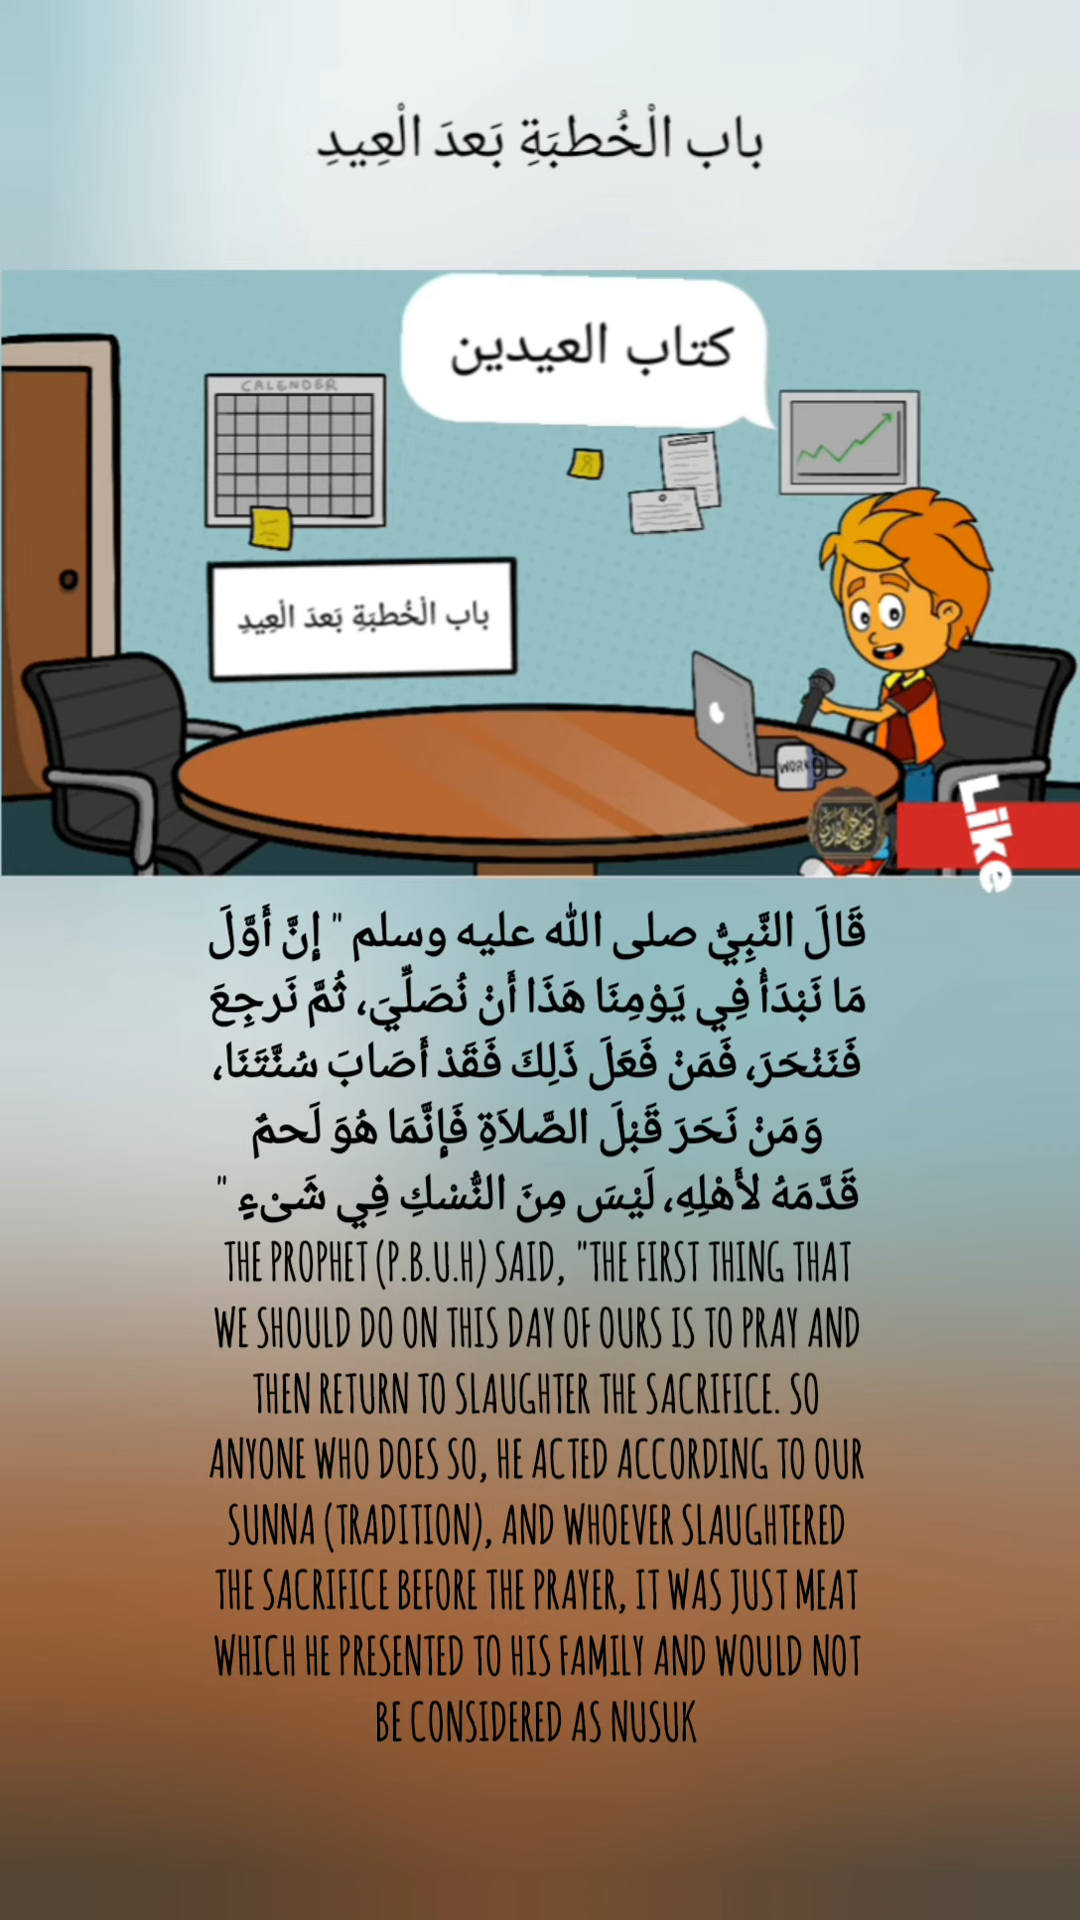 باب الْخُطبَةِ بَعدَ الْعِيدِ
كتاب العيدين
CALENDER
باب الْخُطبَةِ بَعدَ الْعِيدِ
WORK
Like
قَالَ النَّبِيُّ صلى الله عليه وسلم " إِنَّ أَوَّلَ
مَا نَبْدَأُ فِي يَوْمِنَا هَذَا أَنْ نُصَلِّيَ، ثُمَّ نَرجِعَ
فَنَنْحَرَ، فَمَنْ فَعَلَ ذَلِكَ فَقَدْ أَصَابَ سُنَّتَنَا،
وَمَنْ نَحَرَ قَبْلَ الصَّلاَةِ فَإِنَّمَا هُوَ لَحمٌ
قَدَّمَهُ لأَهْلِهِ، لَيْسَ مِنَ النُّسْكِ فِي شَىْءٍ "
THE PROPHET (P.B.U.H) SAID, "THE FIRST THING THAT
WE SHOULD DO ON THIS DAY OF OURS IS TO PRAY AND
THEN RETURN TO SLAUGHTER THE SACRIFICE. SO
ANYONE WHO DOES SO, HE ACTED ACCORDING TO OUR
SUNNA (TRADITION), AND WHOEVER SLAUGHTERED
THE SACRIFICE BEFORE THE PRAYER, IT WAS JUST MEAT
WHICH HE PRESENTED TO HIS FAMILY AND WOULD NOT
BE CONSIDERED AS NUSUK